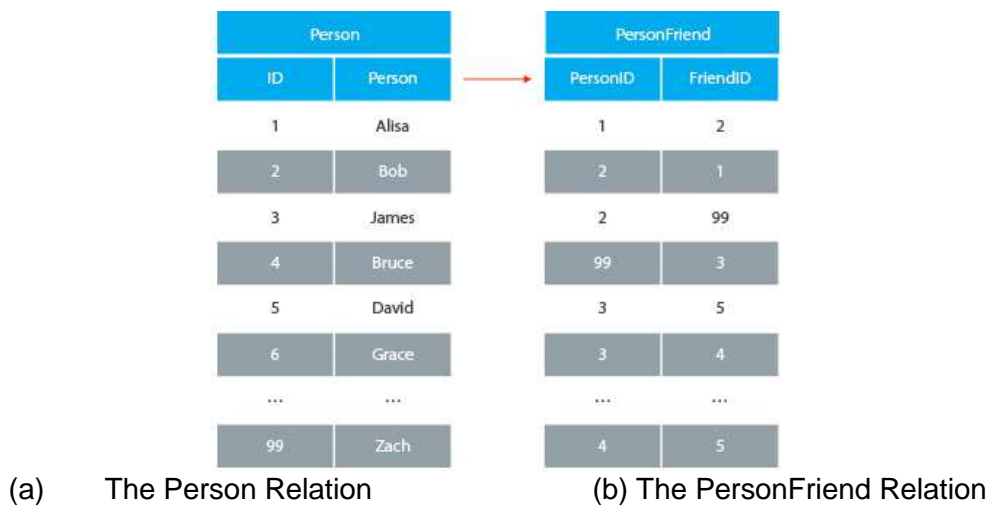 Person PersonFriend
ID Person PersonID FriendID
1 Alisa 1 2
2 Bob 2 1
3 James 2 99
4 Bruce 99 3
5 David 3 5
6 Grace 3 4
... ... ... ...
99 Zach 4 5
(a) The Person Relation (b) The PersonFriend Relation